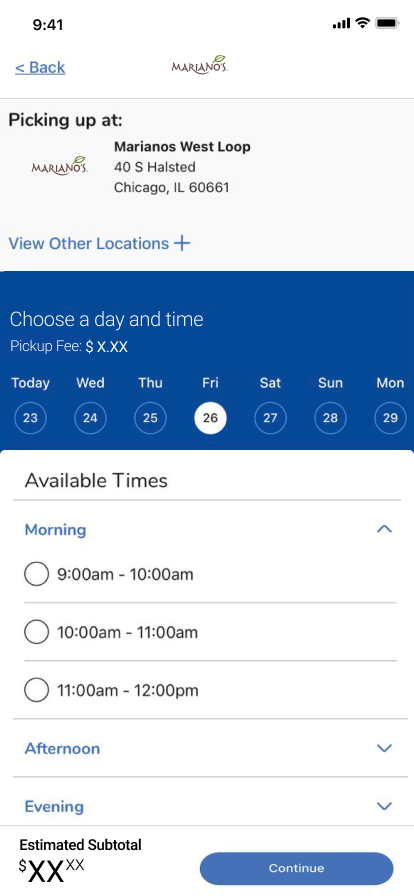 9:41
< Back
MARIANO'S
Picking up at:
MARIANO'S
Marianos West Loop
40 S Halsted
Chicago, IL 60661
View Other Locations +
Choose a day and time
Pickup Fee: $ X.XX
Today Wed Thu Fri Sat Sun Mon
23 24 25 26 27 28 29
Available Times
Morning
9:00am - 10:00am
10:00am - 11:00am
11:00am - 12:00pm
Afternoon
Evening
Estimated Subtotal
$XX XX
Continue